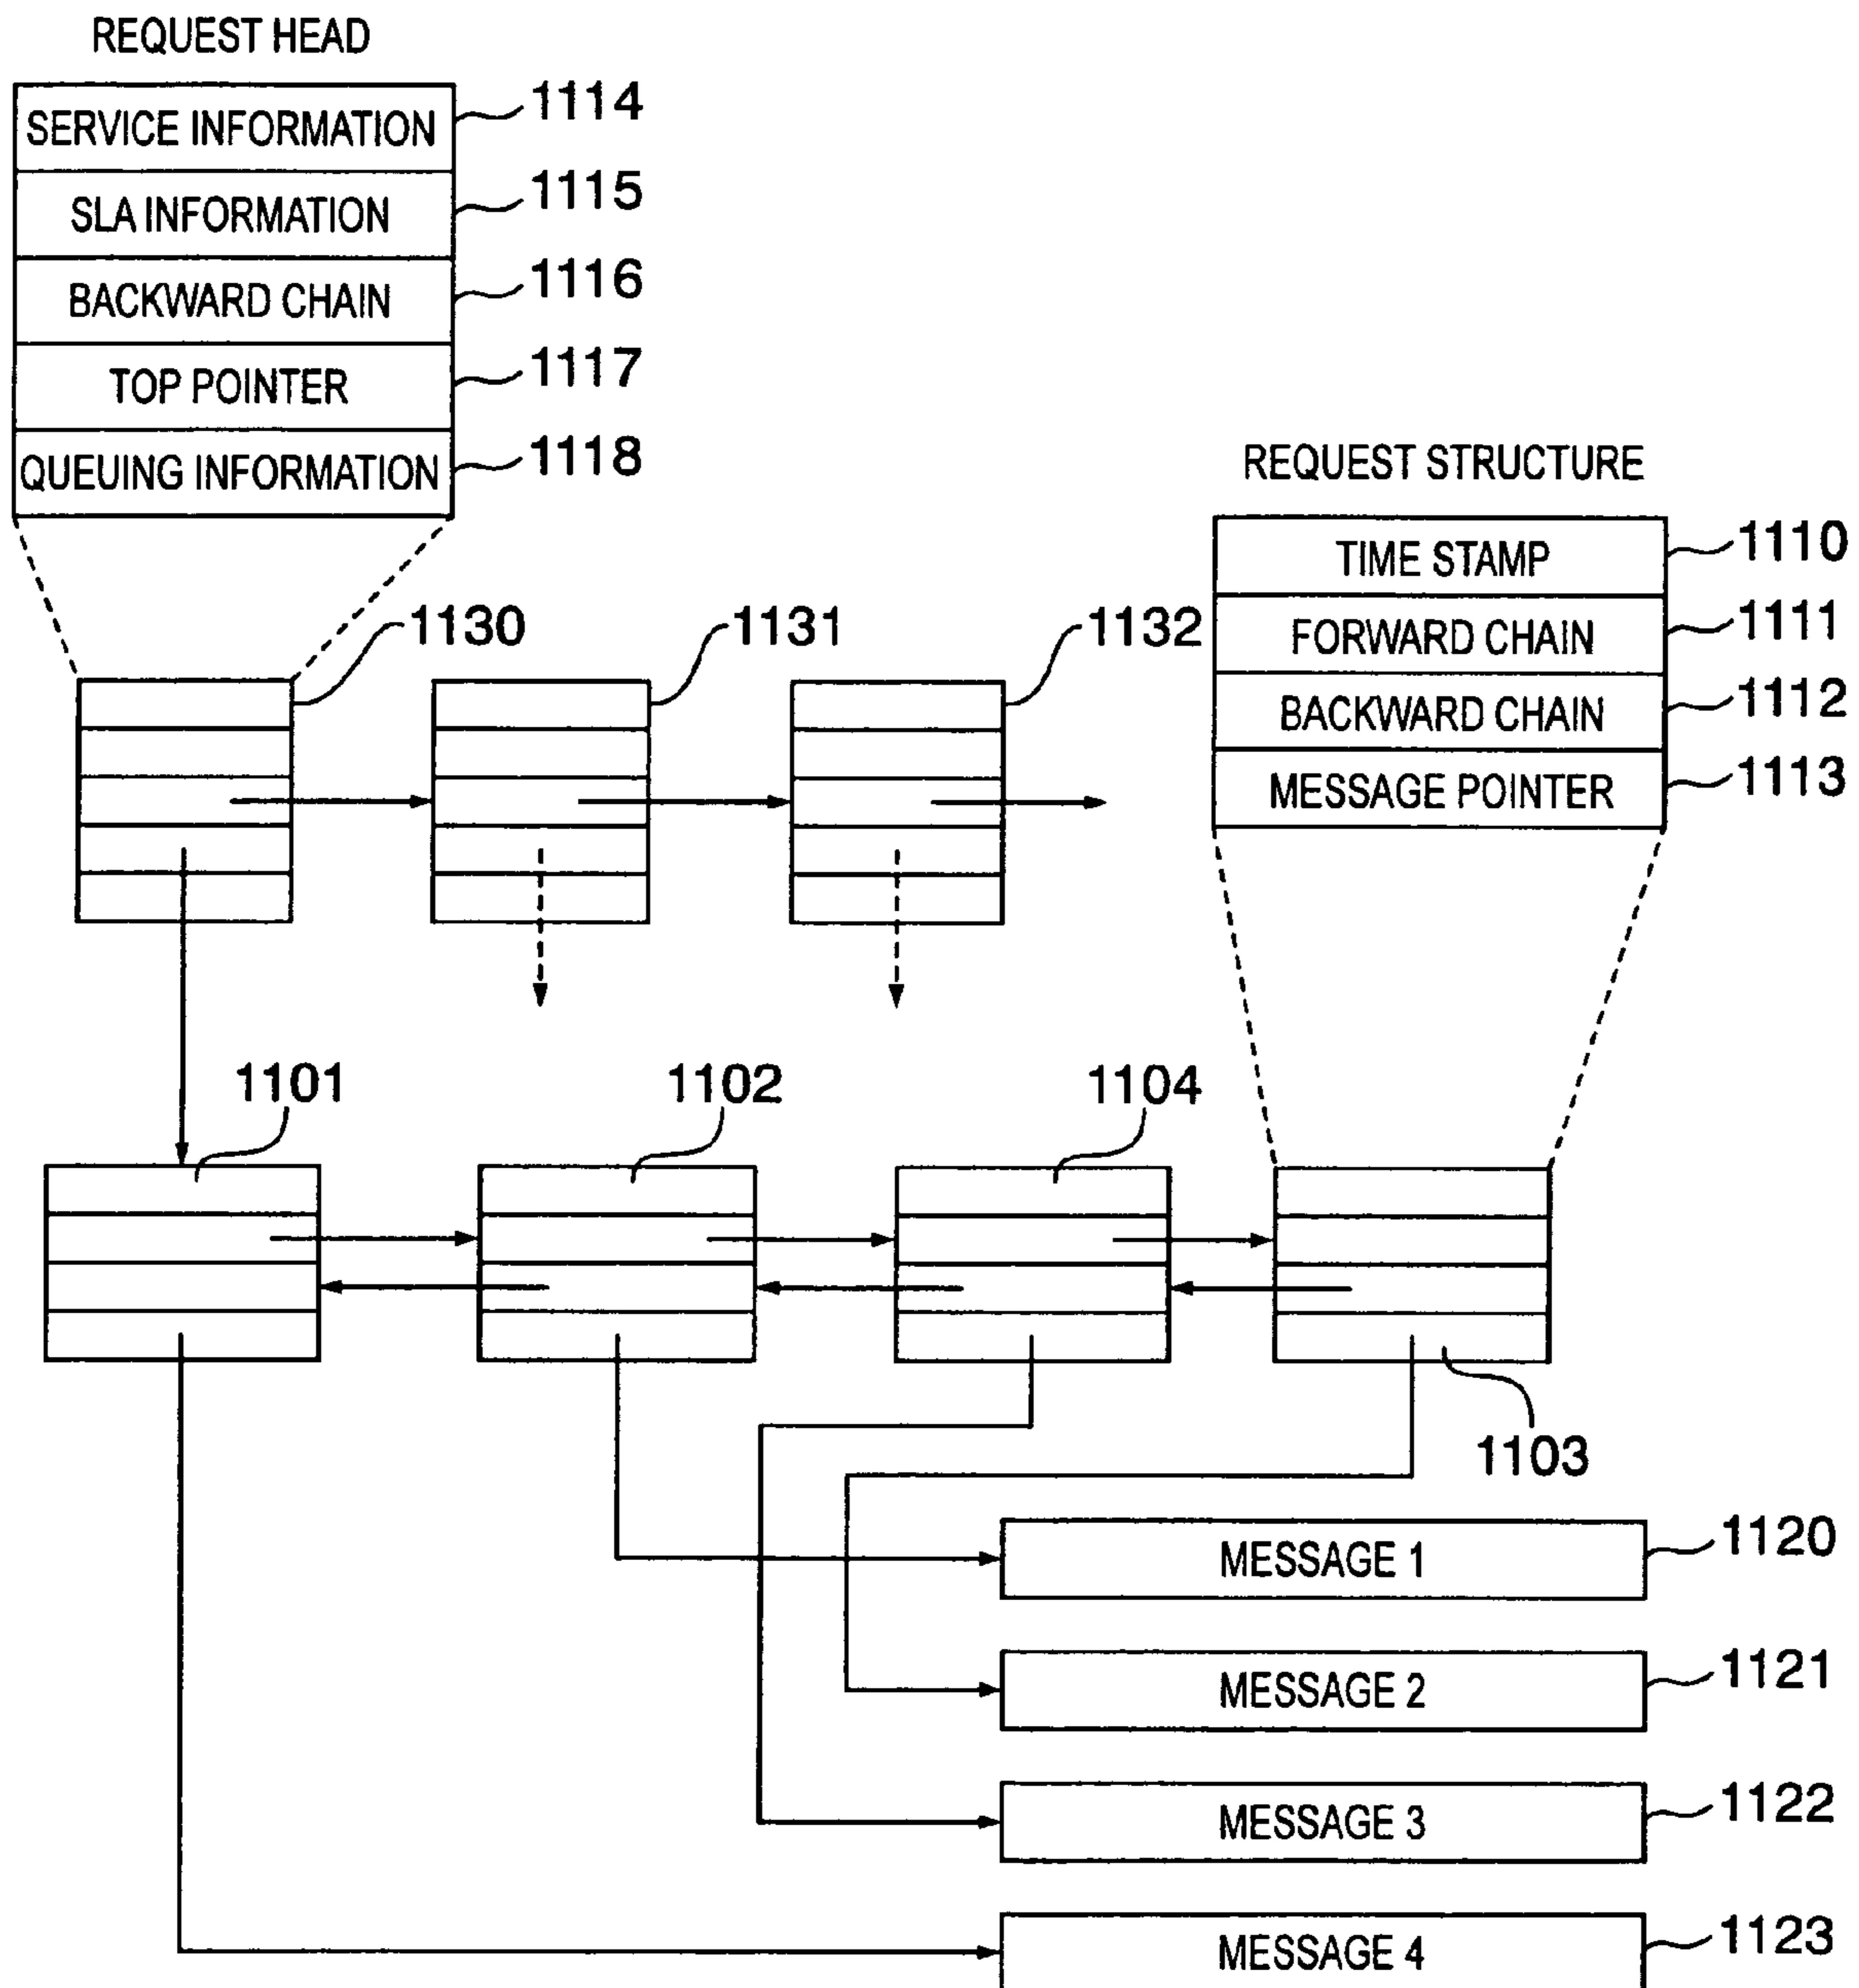 REQUEST HEAD
SERVICE INFORMATION 1114
SLA INFORMATION 1115
BACKWARD CHAIN 1116
TOP POINTER 1117
QUEUING INFORMATION 1118
REQUEST STRUCTURE
TIME STAMP 1110
FORWARD CHAIN 1111
BACKWARD CHAIN 1112
MESSAGE POINTER 1113
1130 1131 1132
1101 1102 1104
1103
MESSAGE 1 1120
MESSAGE 2 1121
MESSAGE 3 1122
MESSAGE 4 1123